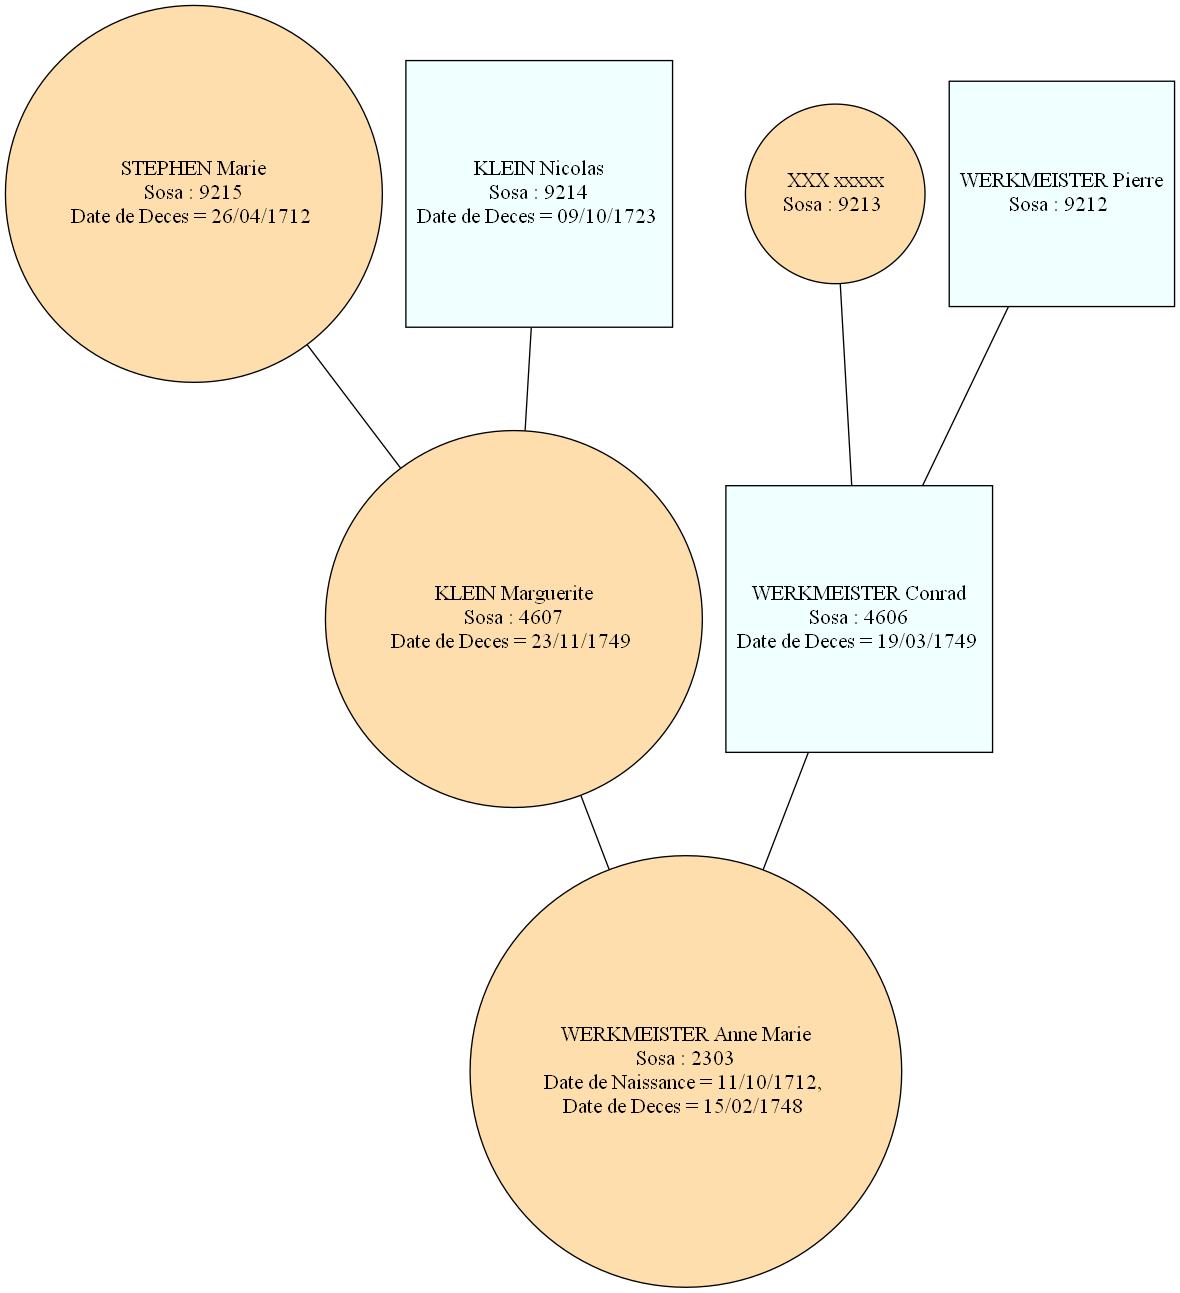 STEPHEN Marie
Sosa : 9215
Date de Deces = 26/04/1712
KLEIN Nicolas
Sosa : 9214
Date de Deces = 09/10/1723
XXX xxxxx
Sosa : 9213
WERKMEISTER Pierre
Sosa : 9212
KLEIN Marguerite
Sosa : 4607
Date de Deces = 23/11/1749
WERKMEISTER Conrad
Sosa : 4606
Date de Deces = 19/03/1749
WERKMEISTER Anne Marie
Sosa : 2303
Date de Naissance = 11/10/1712,
Date de Deces = 15/02/1748